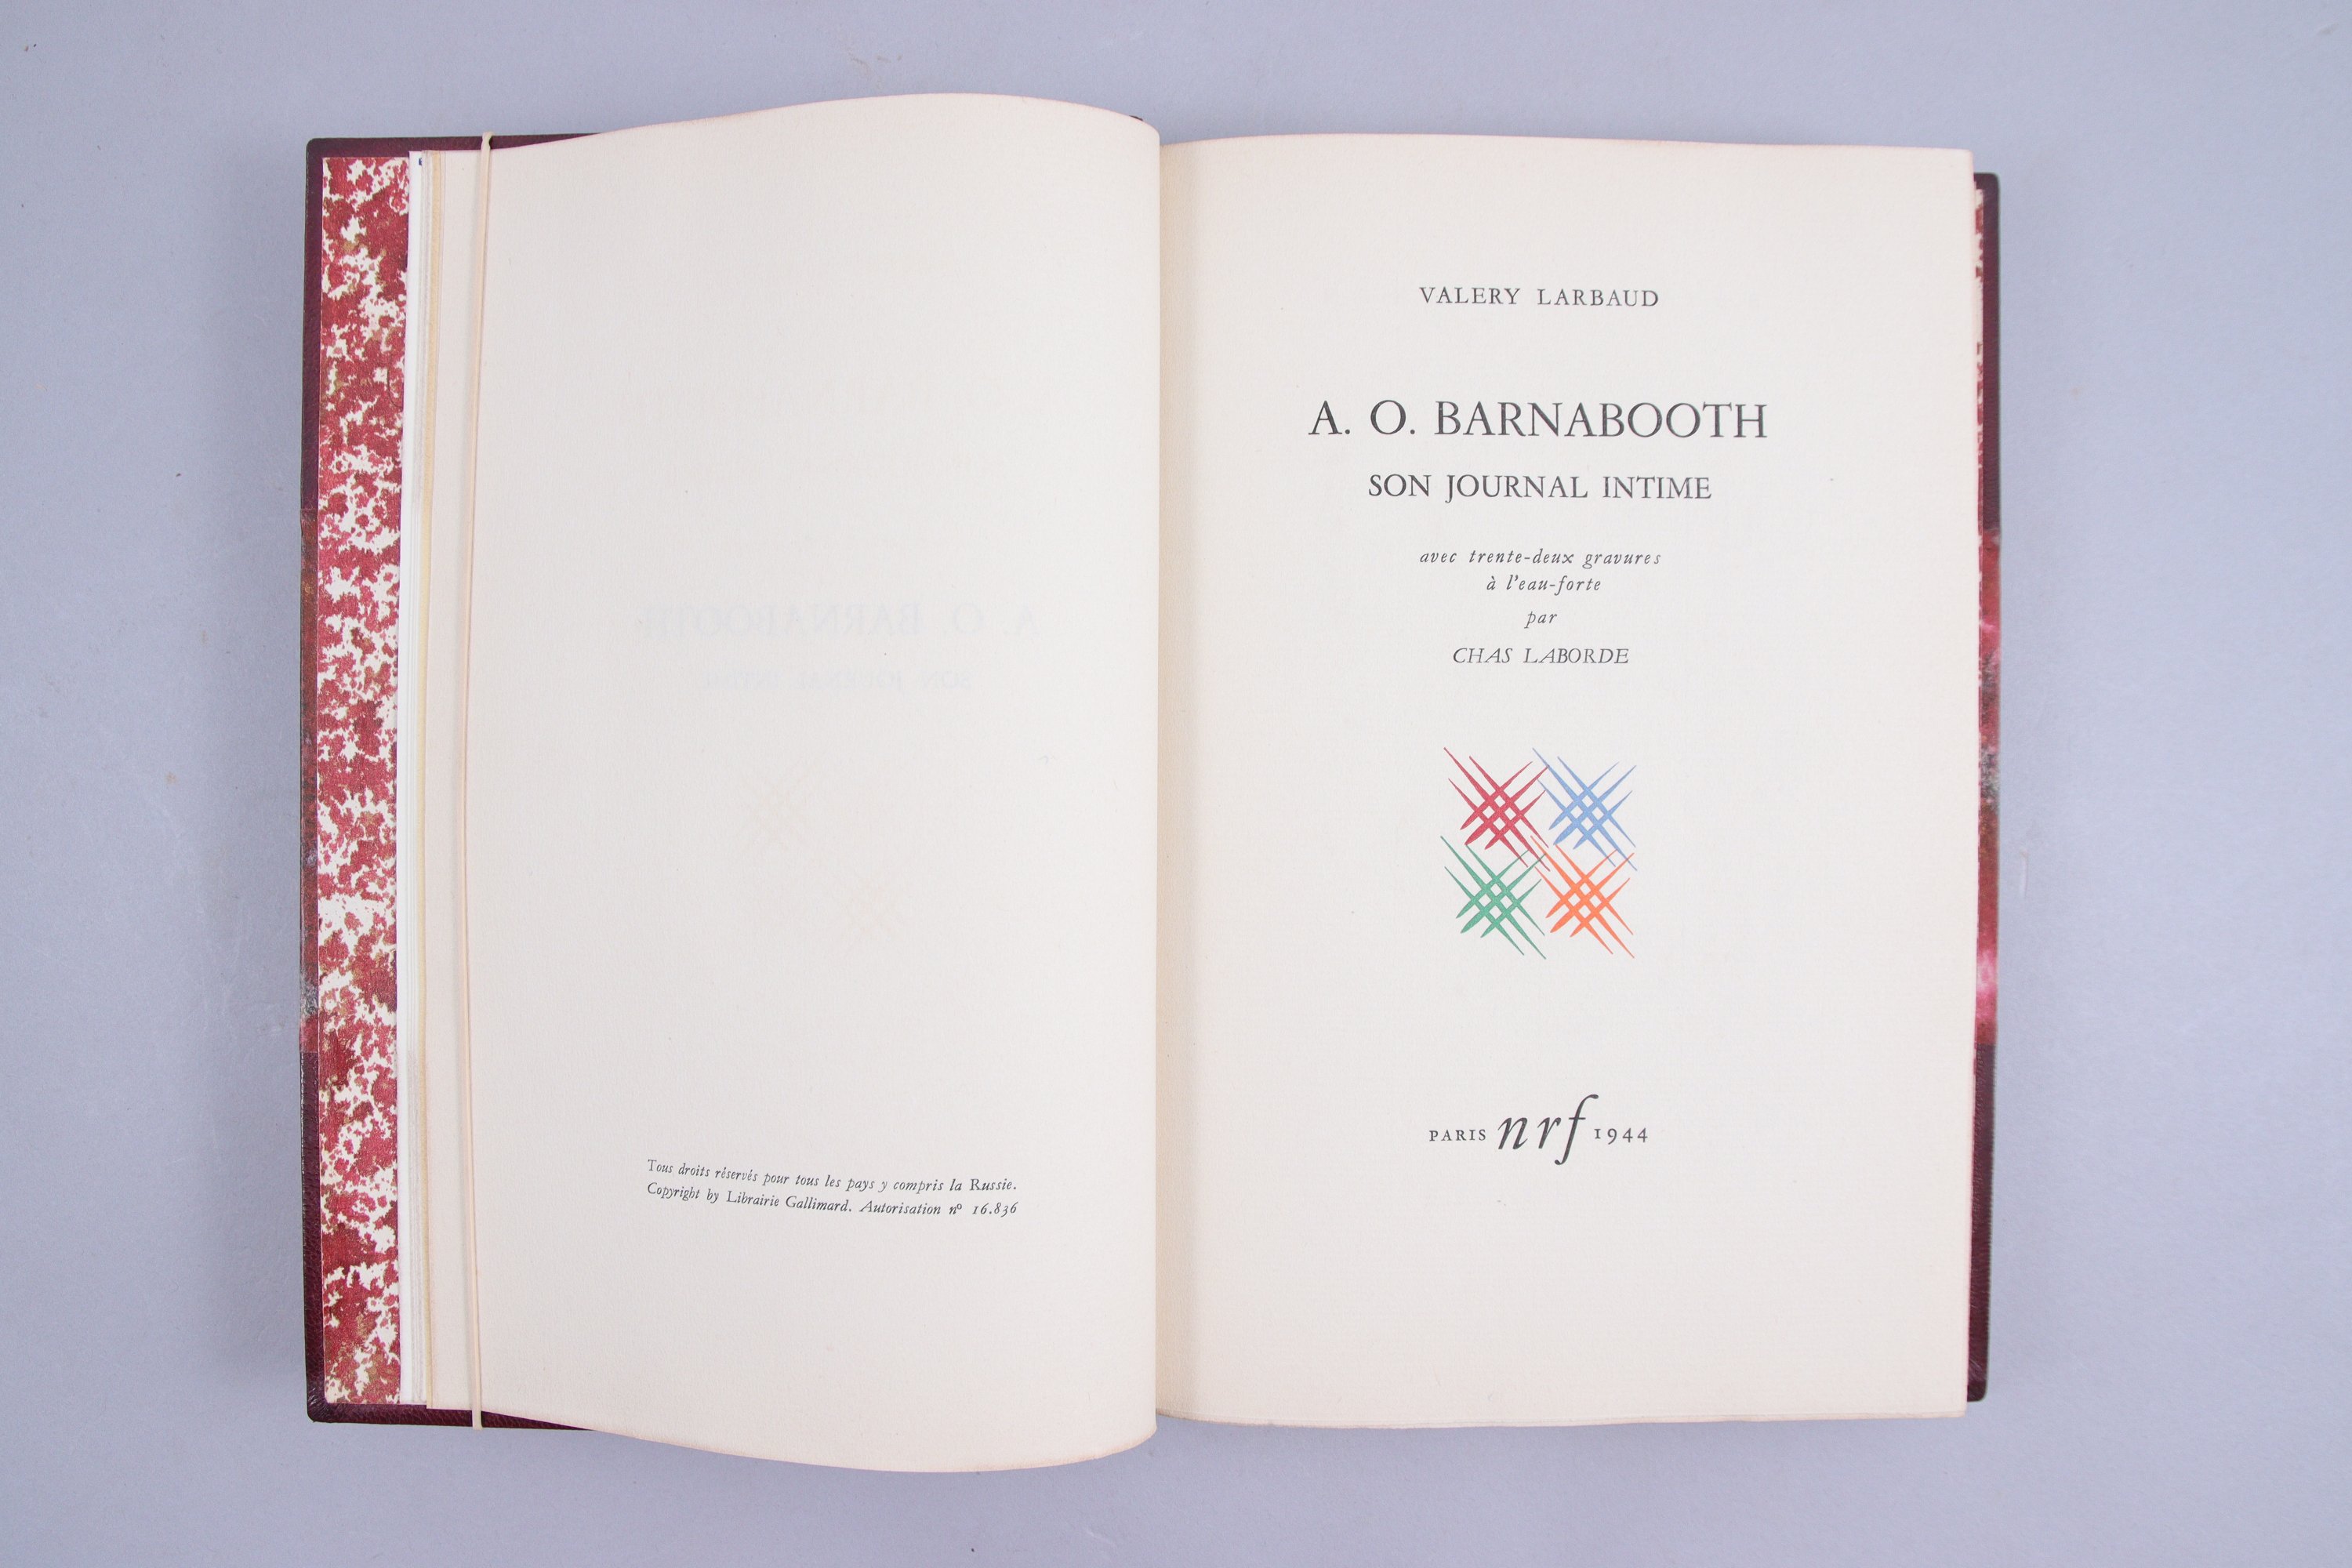 Tous droits réservés pour tous les pays y compris la Russie.
Copyright by Librairie Gallimard. Autorisation nº 16.836
VALERY LARBAUD
A. O. BARNABOOTH
SON JOURNAL INTIME
avec trente-deux gravures
à l'eau-forte
par
CHAS LABORDE
PARIS nrf 1944